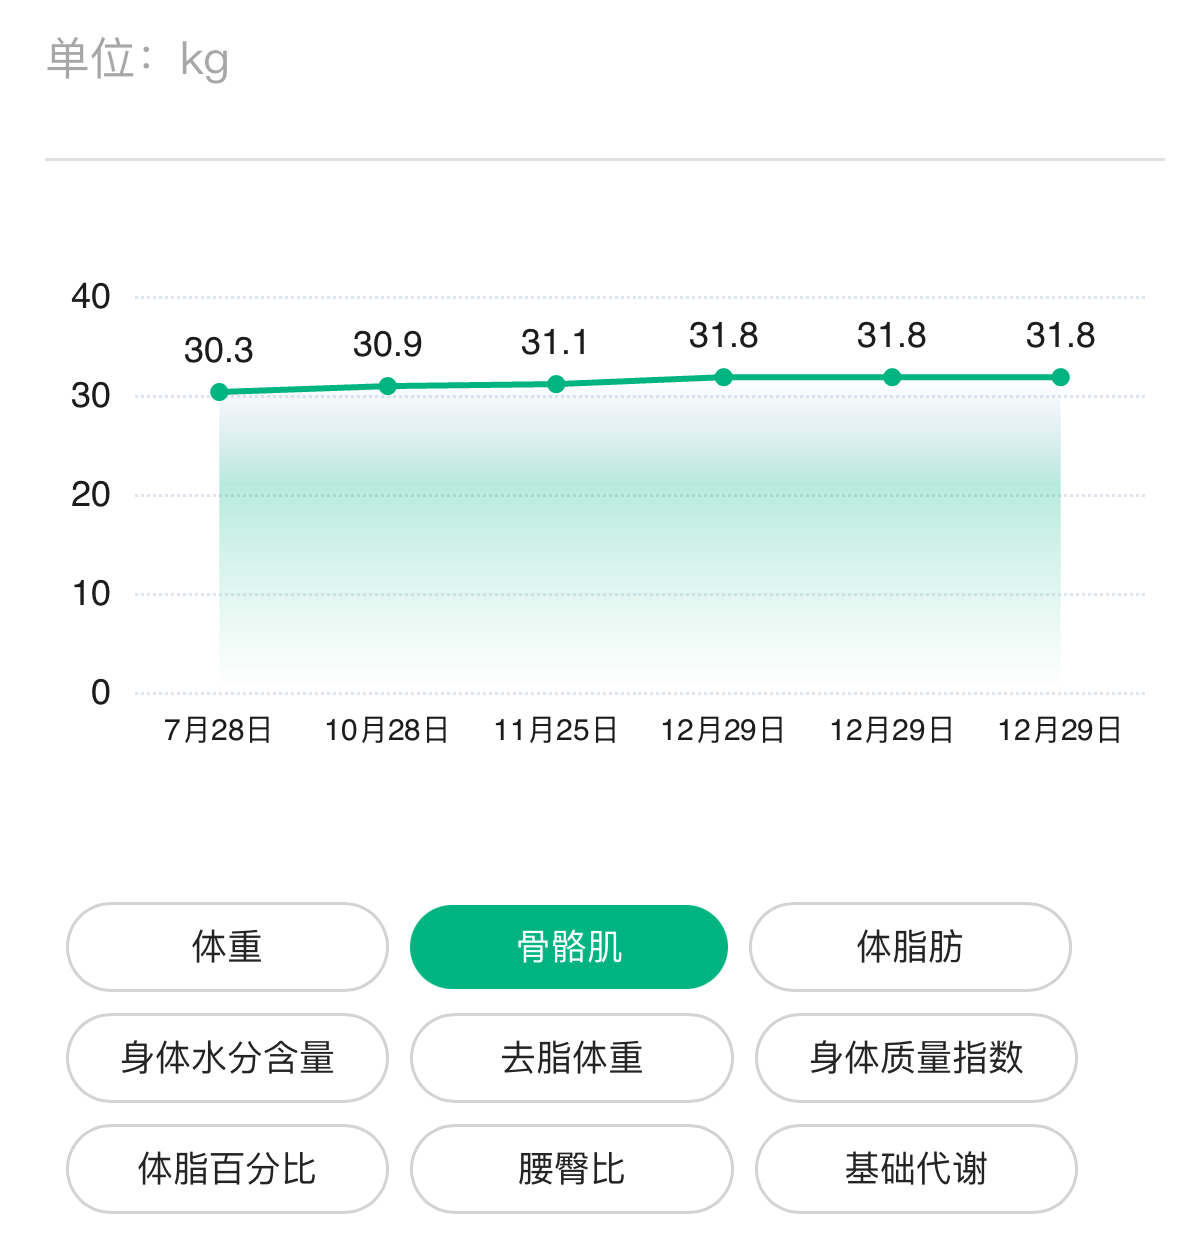 单位：kg
40
30.3 30.9 31.1 31.8 31.8 31.8
30
20
10
0
7月28日 10月28日 11月25日 12月29日 12月29日 12月29日
体重 骨骼肌 体脂肪
身体水分含量 去脂体重 身体质量指数
体脂百分比 腰臀比 基础代谢